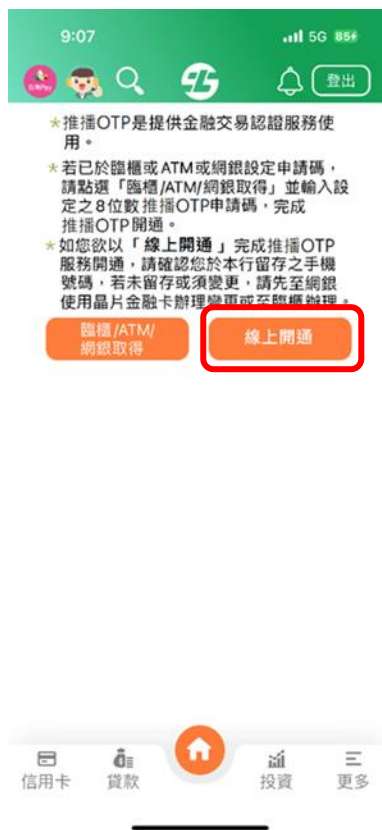 9:07
5G 85
登出
*推播OTP是提供金融交易認證服務使
用。
*若已於臨櫃或ATM或網銀設定申請碼，
請點選「臨櫃/ATM/網銀取得」並輸入設
定之8位數推播OTP申請碼，完成
推播OTP開通。
*如您欲以「線上開通」完成推播OTP
服務開通，請確認您於本行留存之手機
號碼，若未留存或須變更，請先至網銀
使用晶片金融卡辦理變更或至臨櫃辦理。
臨櫃/ATM/
網銀取得
線上開通
信用卡
貸款
投資
更多